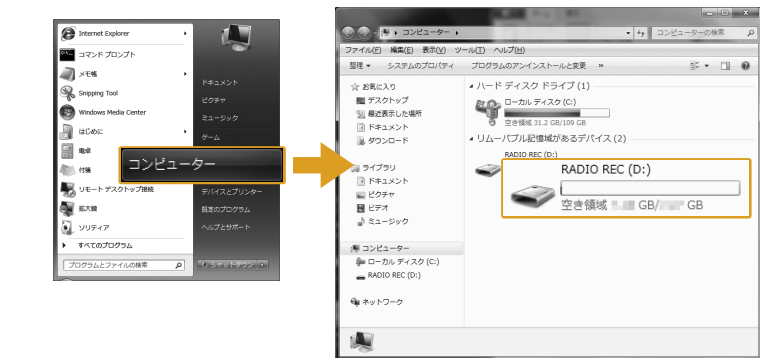 Internet Explorer
コマンド プロンプト
メモ帳
Snipping Tool
Windows Media Center
はじめに
電卓
付箋
リモート デスクトップ接続
拡大鏡
ソリティア
すべてのプログラム
プログラムとファイルの検索
ドキュメント
ピクチャ
ミュージック
ゲーム
コンピューター
デバイスとプリンター
既定のプログラム
ヘルプとサポート
シャットダウン
コンピューター
コンピューターの検索
ファイル(F) 編集(E) 表示(V) ツール(T) ヘルプ(H)
整理 システムのプロパティ プログラムのアンインストールと変更 »
お気に入り
デスクトップ
最近表示した場所
ドキュメント
ダウンロード
ライブラリ
ドキュメント
ピクチャ
ビデオ
ミュージック
コンピューター
ローカル ディスク (C:)
RADIO REC (D:)
ネットワーク
ハード ディスク ドライブ (1)
ローカル ディスク (C:)
空き領域 31.2 GB/109 GB
リムーバブル記憶域があるデバイス (2)
RADIO REC (D:)
RADIO REC (D:)
空き領域 GB/ GB